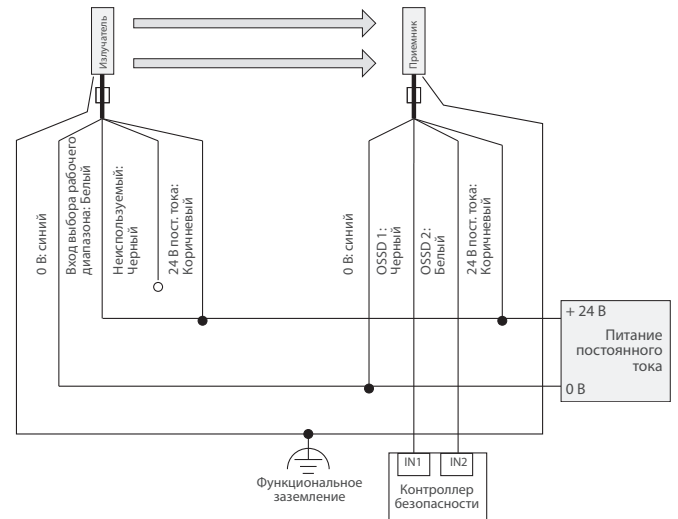 Излучатель
Приемник
0 В: синий
Вход выбора рабочего
диапазона: Белый
Неиспользуемый:
Черный
24 В пост. тока:
Коричневый
0 В: синий
OSSD 1:
Черный
OSSD 2:
Белый
24 В пост. тока:
Коричневый
+ 24 В
Питание
постоянного
тока
0 В
Функциональное
заземление
IN1
IN2
Контроллер
безопасности